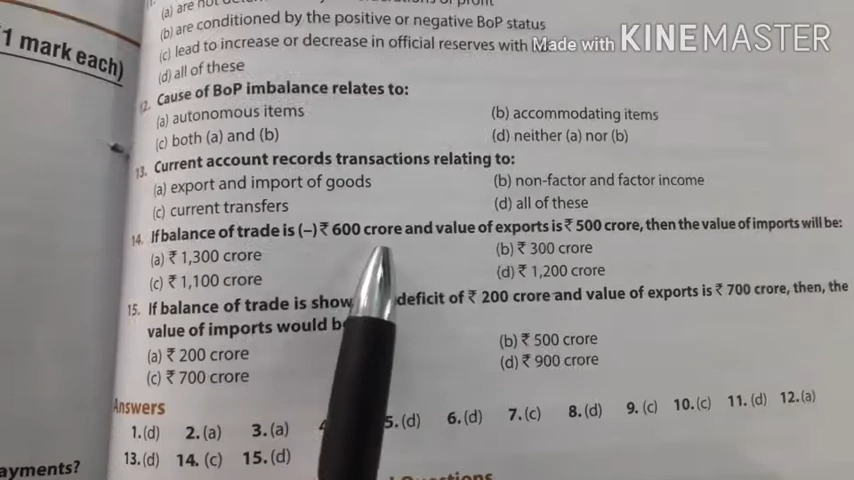 (a) are not
of profit
(b) are conditioned by the positive or negative BoP status
(c) lead to increase or decrease in official reserves with
Made with KINEMASTER
(1 mark each)
(d) all of these
12. Cause of BoP imbalance relates to:
(a) autonomous items (b) accommodating items
(c) both (a) and (b) (d) neither (a) nor (b)
13. Current account records transactions relating to:
(a) export and import of goods (b) non-factor and factor income
(c) current transfers (d) all of these
14. If balance of trade is (–) ₹ 600 crore and value of exports is ₹ 500 crore, then the value of imports will be:
(a) ₹ 1,300 crore (b) ₹ 300 crore
(c) ₹ 1,100 crore (d) ₹ 1,200 crore
15. If balance of trade is show deficit of ₹ 200 crore and value of exports is ₹ 700 crore, then, the
value of imports would b
(a) ₹ 200 crore (b) ₹ 500 crore
(c) ₹ 700 crore (d) ₹ 900 crore
Answers
1. (d) 2. (a) 3. (a) 5. (d) 6. (d) 7. (c) 8. (d) 9. (c) 10. (c) 11. (d) 12. (a)
13. (d) 14. (c) 15. (d)
ayments?
Questions